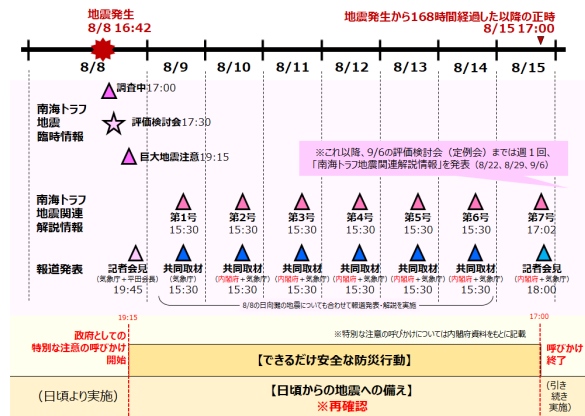 地震発生
8/8 16:42
地震発生から168時間経過した以降の正時
8/15 17:00
8/8
8/9
8/10
8/11
8/12
8/13
8/14
8/15
南海トラフ
地震
臨時情報
調査中17:00
評価検討会17:30
巨大地震注意19:15
※これ以降、9/6の評価検討会（定例会）までは週1回、
「南海トラフ地震関連解説情報」を発表（8/22, 8/29, 9/6）
南海トラフ
地震関連
解説情報
第1号
15:30
第2号
15:30
第3号
15:30
第4号
15:30
第5号
15:30
第6号
15:30
第7号
17:02
報道発表
記者会見
（気象庁＋平田会長）
19:45
共同取材
（気象庁）
15:30
共同取材
（内閣府＋気象庁）
15:30
共同取材
（内閣府＋気象庁）
15:30
共同取材
（内閣府＋気象庁）
15:30
共同取材
（内閣府＋気象庁）
15:30
共同取材
（内閣府＋気象庁）
15:30
記者会見
（内閣府＋気象庁）
18:00
8/8の日向灘の地震についても合わせて報道発表・解説を実施
19:15
17:00
政府としての
特別な注意の呼びかけ
開始
※特別な注意の呼びかけについては内閣府資料をもとに記載
【できるだけ安全な防災行動】
呼びかけ
終了
（日頃より実施）
【日頃からの地震への備え】
※再確認
（引き
続き
実施）